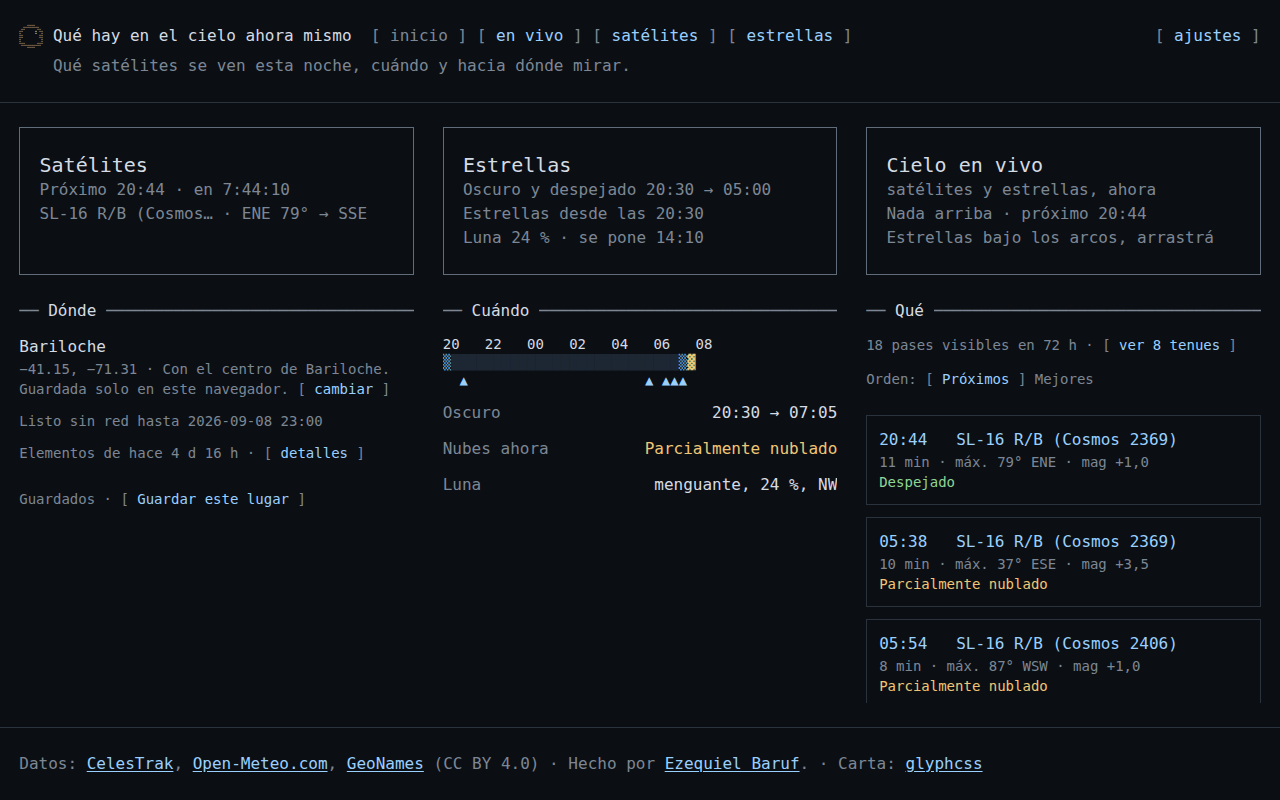 Qué hay en el cielo ahora mismo [ inicio ] [ en vivo ] [ satélites ] [ estrellas ] [ ajustes ]
Qué satélites se ven esta noche, cuándo y hacia dónde mirar.
Satélites
Próximo 20:44 · en 7:44:10
SL-16 R/B (Cosmos… · ENE 79° → SSE
Estrellas
Oscuro y despejado 20:30 → 05:00
Estrellas desde las 20:30
Luna 24 % · se pone 14:10
Cielo en vivo
satélites y estrellas, ahora
Nada arriba · próximo 20:44
Estrellas bajo los arcos, arrastrá
Dónde
Bariloche
−41.15, −71.31 · Con el centro de Bariloche.
Guardada solo en este navegador. [ cambiar ]
Listo sin red hasta 2026-09-08 23:00
Elementos de hace 4 d 16 h · [ detalles ]
Guardados · [ Guardar este lugar ]
Cuándo
20 22 00 02 04 06 08
Oscuro 20:30 → 07:05
Nubes ahora Parcialmente nublado
Luna menguante, 24 %, NW
Qué
18 pases visibles en 72 h · [ ver 8 tenues ]
Orden: [ Próximos ] Mejores
20:44 SL-16 R/B (Cosmos 2369)
11 min · máx. 79° ENE · mag +1,0
Despejado
05:38 SL-16 R/B (Cosmos 2369)
10 min · máx. 37° ESE · mag +3,5
Parcialmente nublado
05:54 SL-16 R/B (Cosmos 2406)
8 min · máx. 87° WSW · mag +1,0
Parcialmente nublado
Datos: CelesTrak, Open-Meteo.com, GeoNames (CC BY 4.0) · Hecho por Ezequiel Baruf. · Carta: glyphcss